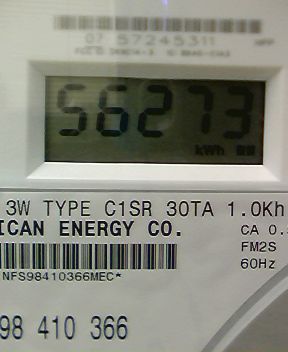 07 57245311
56273
kWh
3W TYPE C1SR 30TA 1.0Kh
ICAN ENERGY CO.
CA 0.
FM2S
60Hz
NFS98410366MEC*
98 410 366